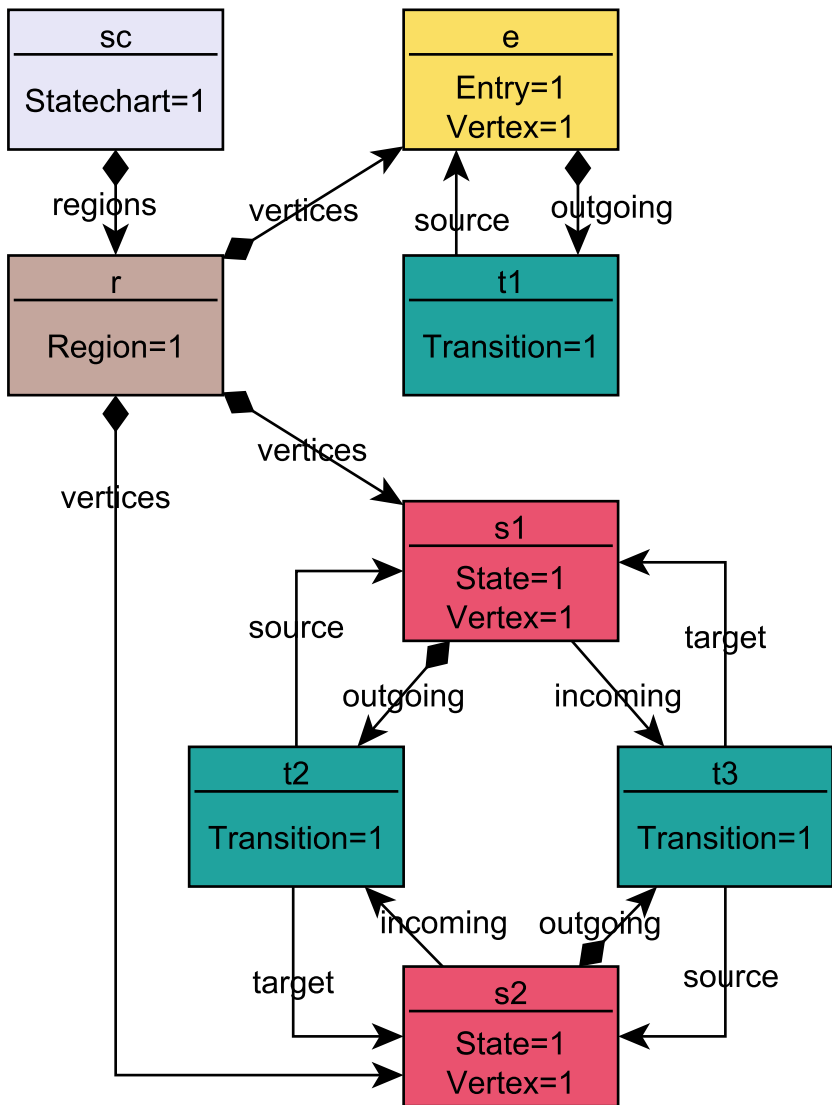 sc
Statechart=1
e
Entry=1
Vertex=1
regions
vertices
source
outgoing
r
Region=1
t1
Transition=1
vertices
vertices
s1
State=1
Vertex=1
source
target
outgoing
incoming
t2
Transition=1
t3
Transition=1
incoming
outgoing
target
source
s2
State=1
Vertex=1